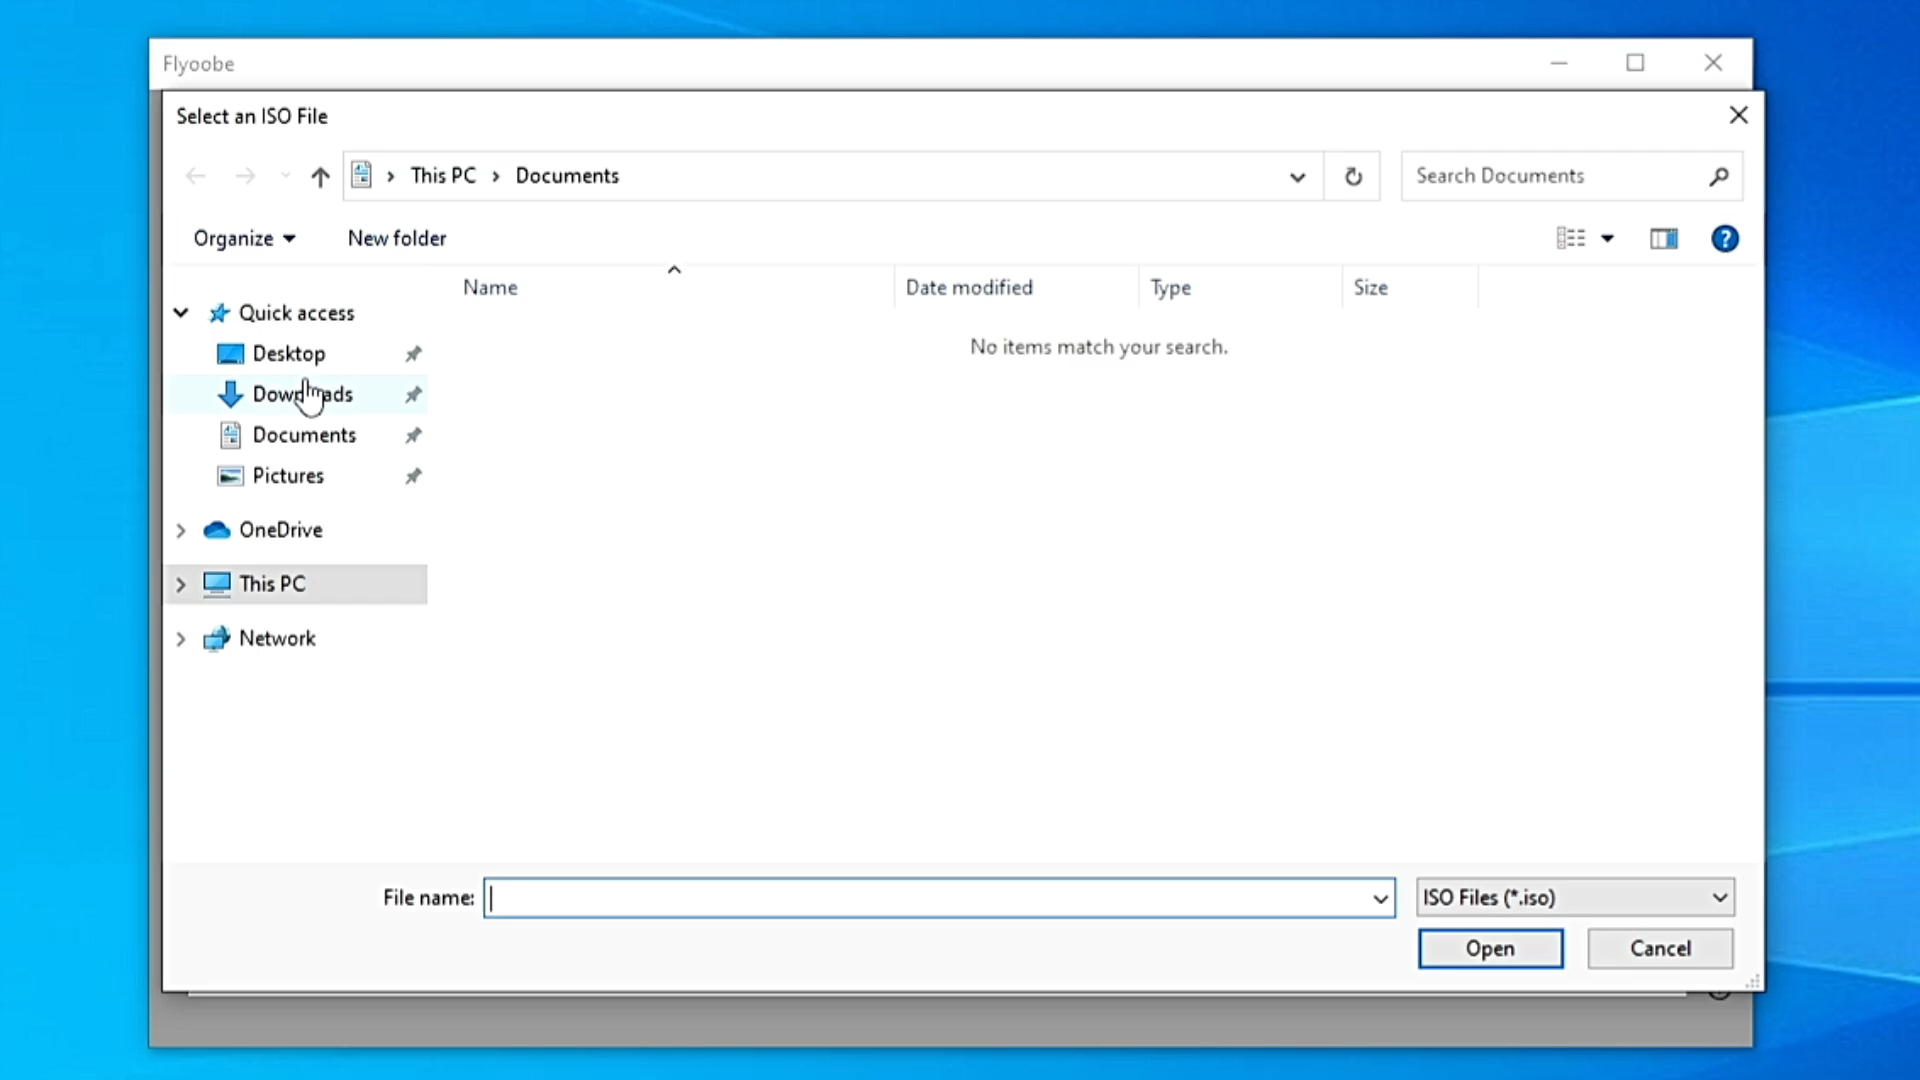 Flyoobe
Select an ISO File
This PC > Documents
Search Documents
Organize
New folder
Name
Date modified
Type
Size
No items match your search.
Quick access
Desktop
Downloads
Documents
Pictures
OneDrive
This PC
Network
File name:
ISO Files (*.iso)
Open
Cancel